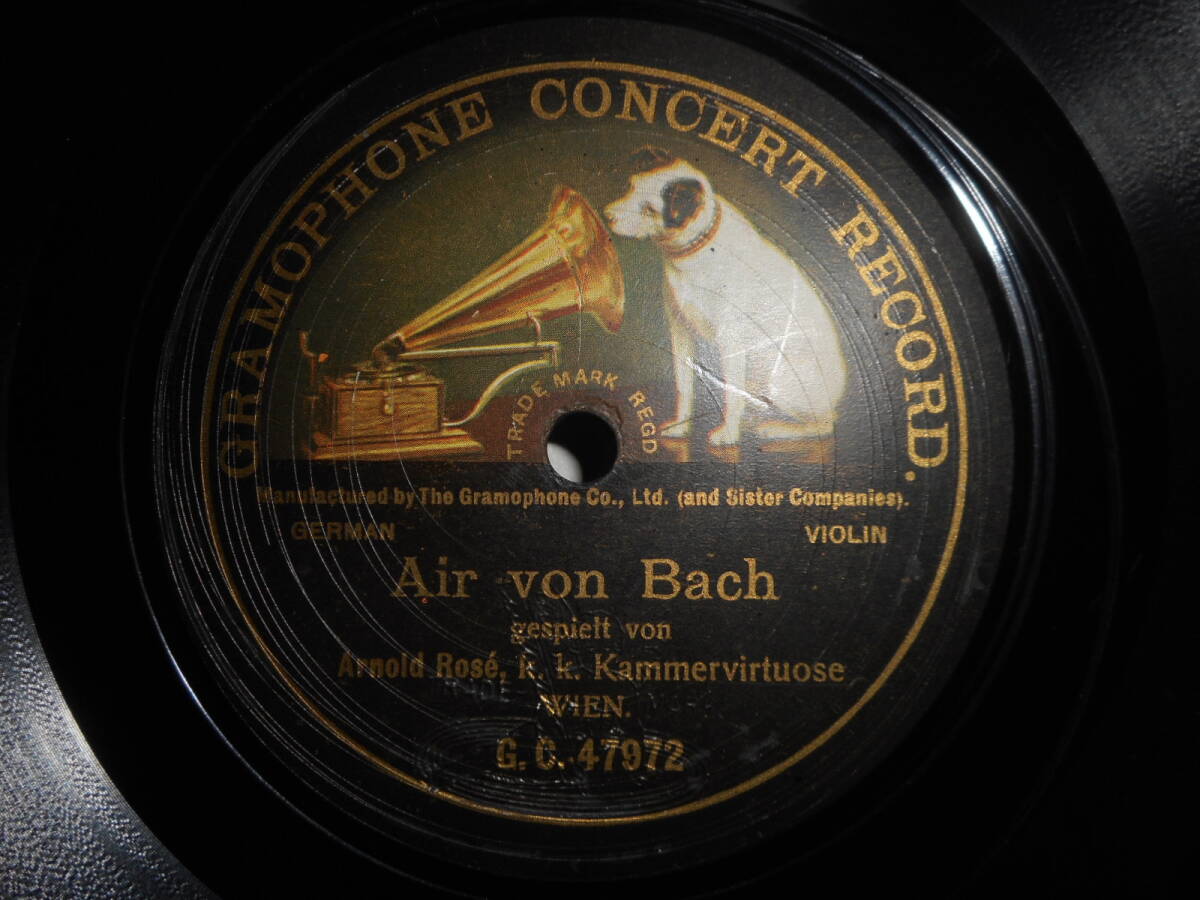 GRAMOPHONE CONCERT RECORD.
TRADE MARK REGD
Manufactured by The Gramophone Co., Ltd. (and Sister Companies).
GERMAN VIOLIN
Air von Bach
gespielt von
Arnold Rosé, k. k. Kammervirtuose
WIEN.
G. C. 47972